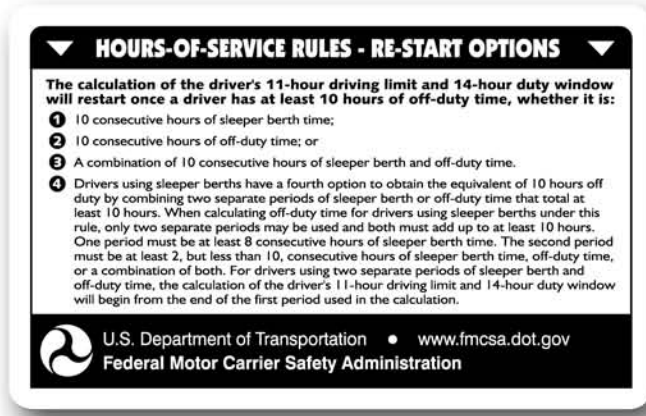 HOURS-OF-SERVICE RULES - RE-START OPTIONS
The calculation of the driver's 11-hour driving limit and 14-hour duty window
will restart once a driver has at least 10 hours of off-duty time, whether it is:
1 10 consecutive hours of sleeper berth time;
2 10 consecutive hours of off-duty time; or
3 A combination of 10 consecutive hours of sleeper berth and off-duty time.
4 Drivers using sleeper berths have a fourth option to obtain the equivalent of 10 hours off
duty by combining two separate periods of sleeper berth or off-duty time that total at
least 10 hours. When calculating off-duty time for drivers using sleeper berths under this
rule, only two separate periods may be used and both must add up to at least 10 hours.
One period must be at least 8 consecutive hours of sleeper berth time. The second period
must be at least 2, but less than 10, consecutive hours of sleeper berth time, off-duty time,
or a combination of both. For drivers using two separate periods of sleeper berth and
off-duty time, the calculation of the driver's 11-hour driving limit and 14-hour duty window
will begin from the end of the first period used in the calculation.
U.S. Department of Transportation • www.fmcsa.dot.gov
Federal Motor Carrier Safety Administration